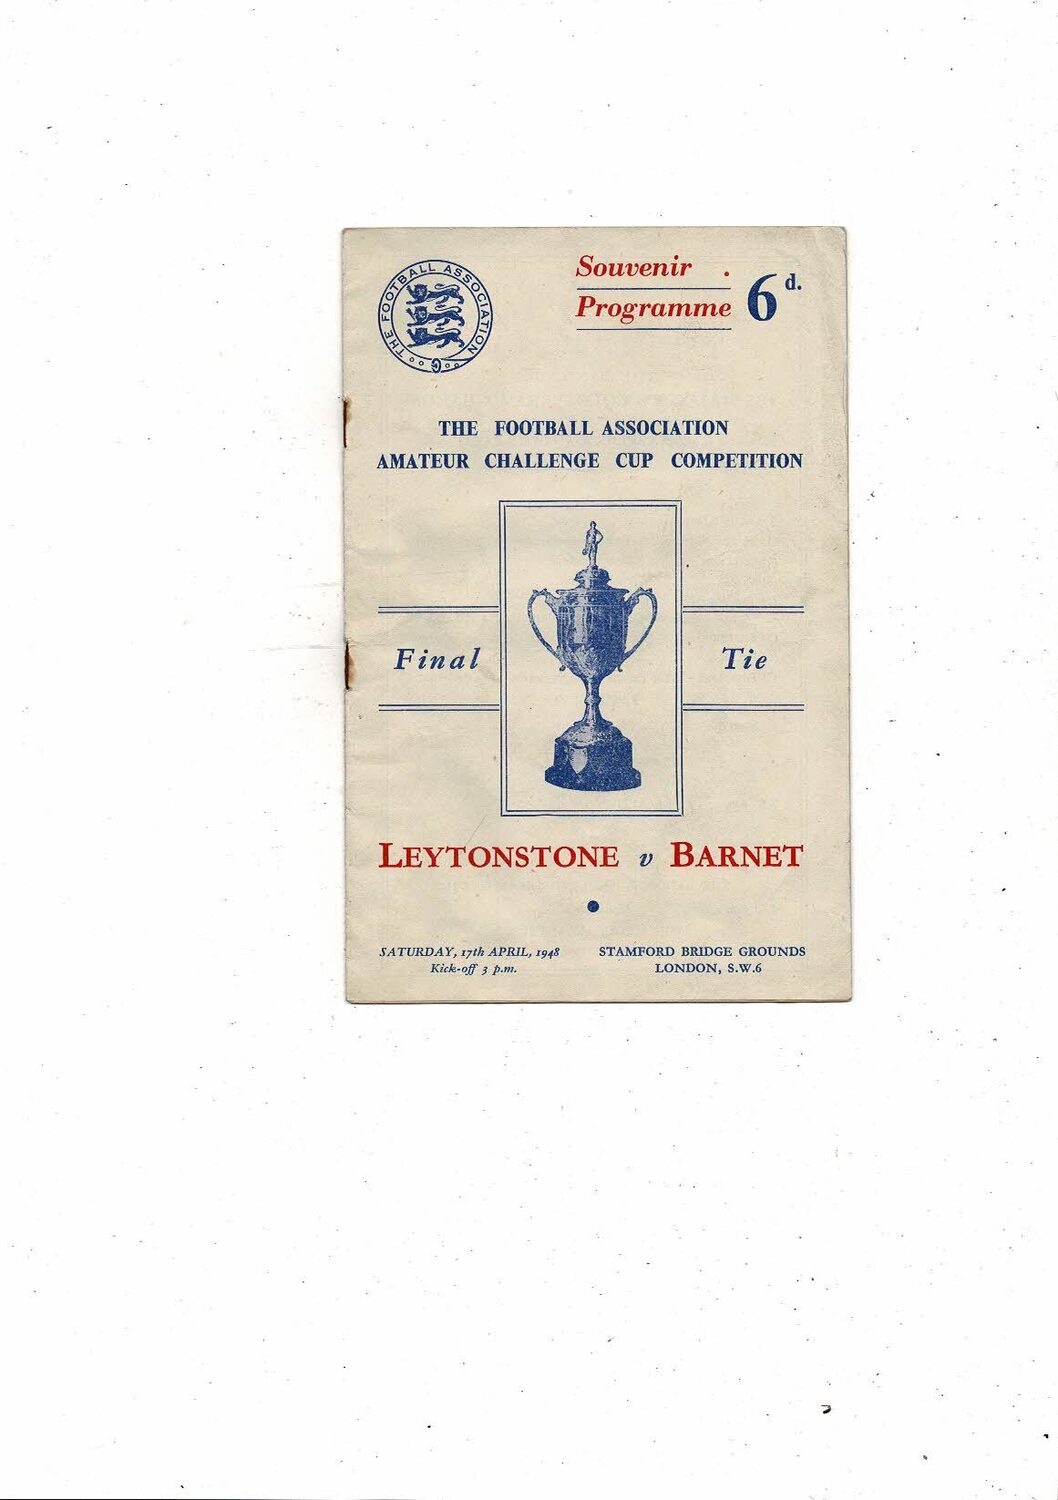 THE FOOTBALL ASSOCIATION
Souvenir .
Programme
6d.
THE FOOTBALL ASSOCIATION
AMATEUR CHALLENGE CUP COMPETITION
Final Tie
LEYTONSTONE v BARNET
SATURDAY, 17th APRIL, 1948
Kick-off 3 p.m.
STAMFORD BRIDGE GROUNDS
LONDON, S.W.6